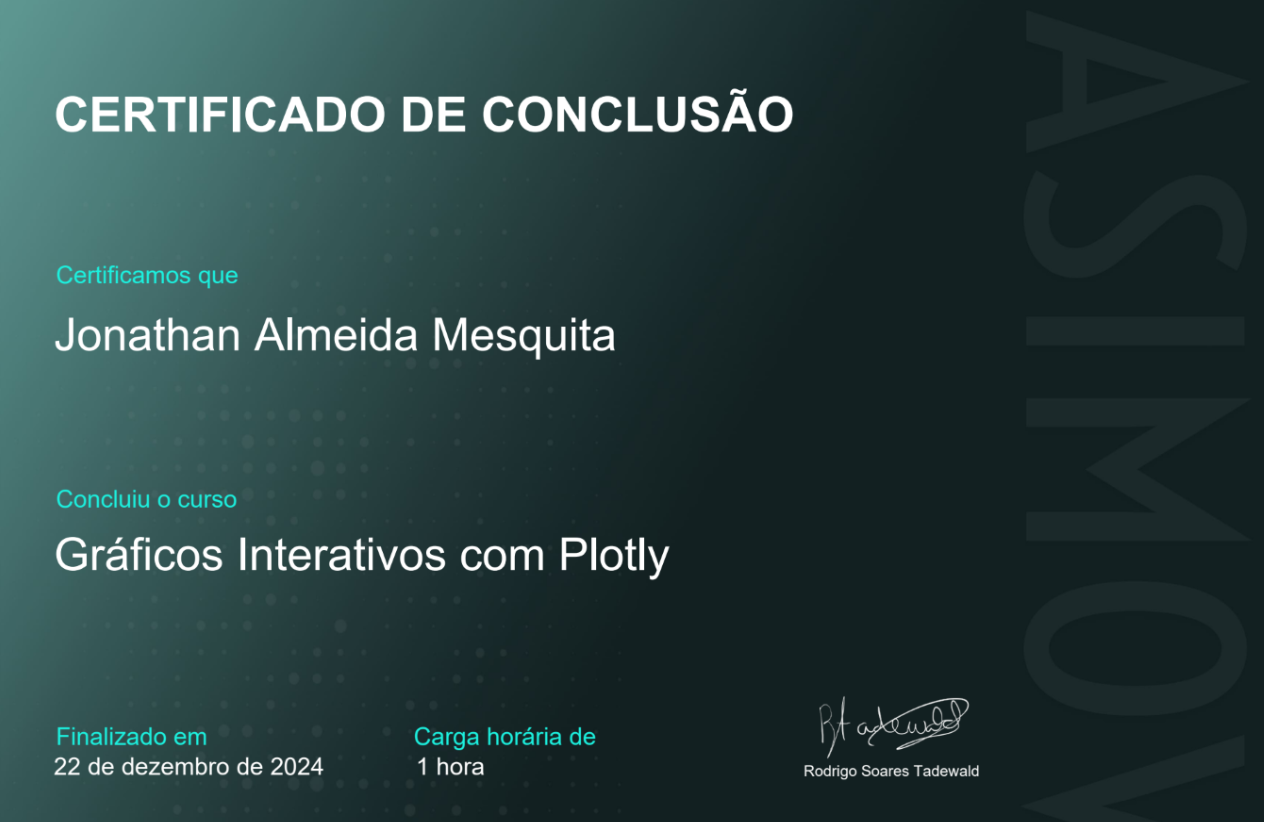 CERTIFICADO DE CONCLUSÃO
Certificamos que
Jonathan Almeida Mesquita
Concluiu o curso
Gráficos Interativos com Plotly
Finalizado em
22 de dezembro de 2024
Carga horária de
1 hora
Rtadewald
Rodrigo Soares Tadewald
ASIMOV